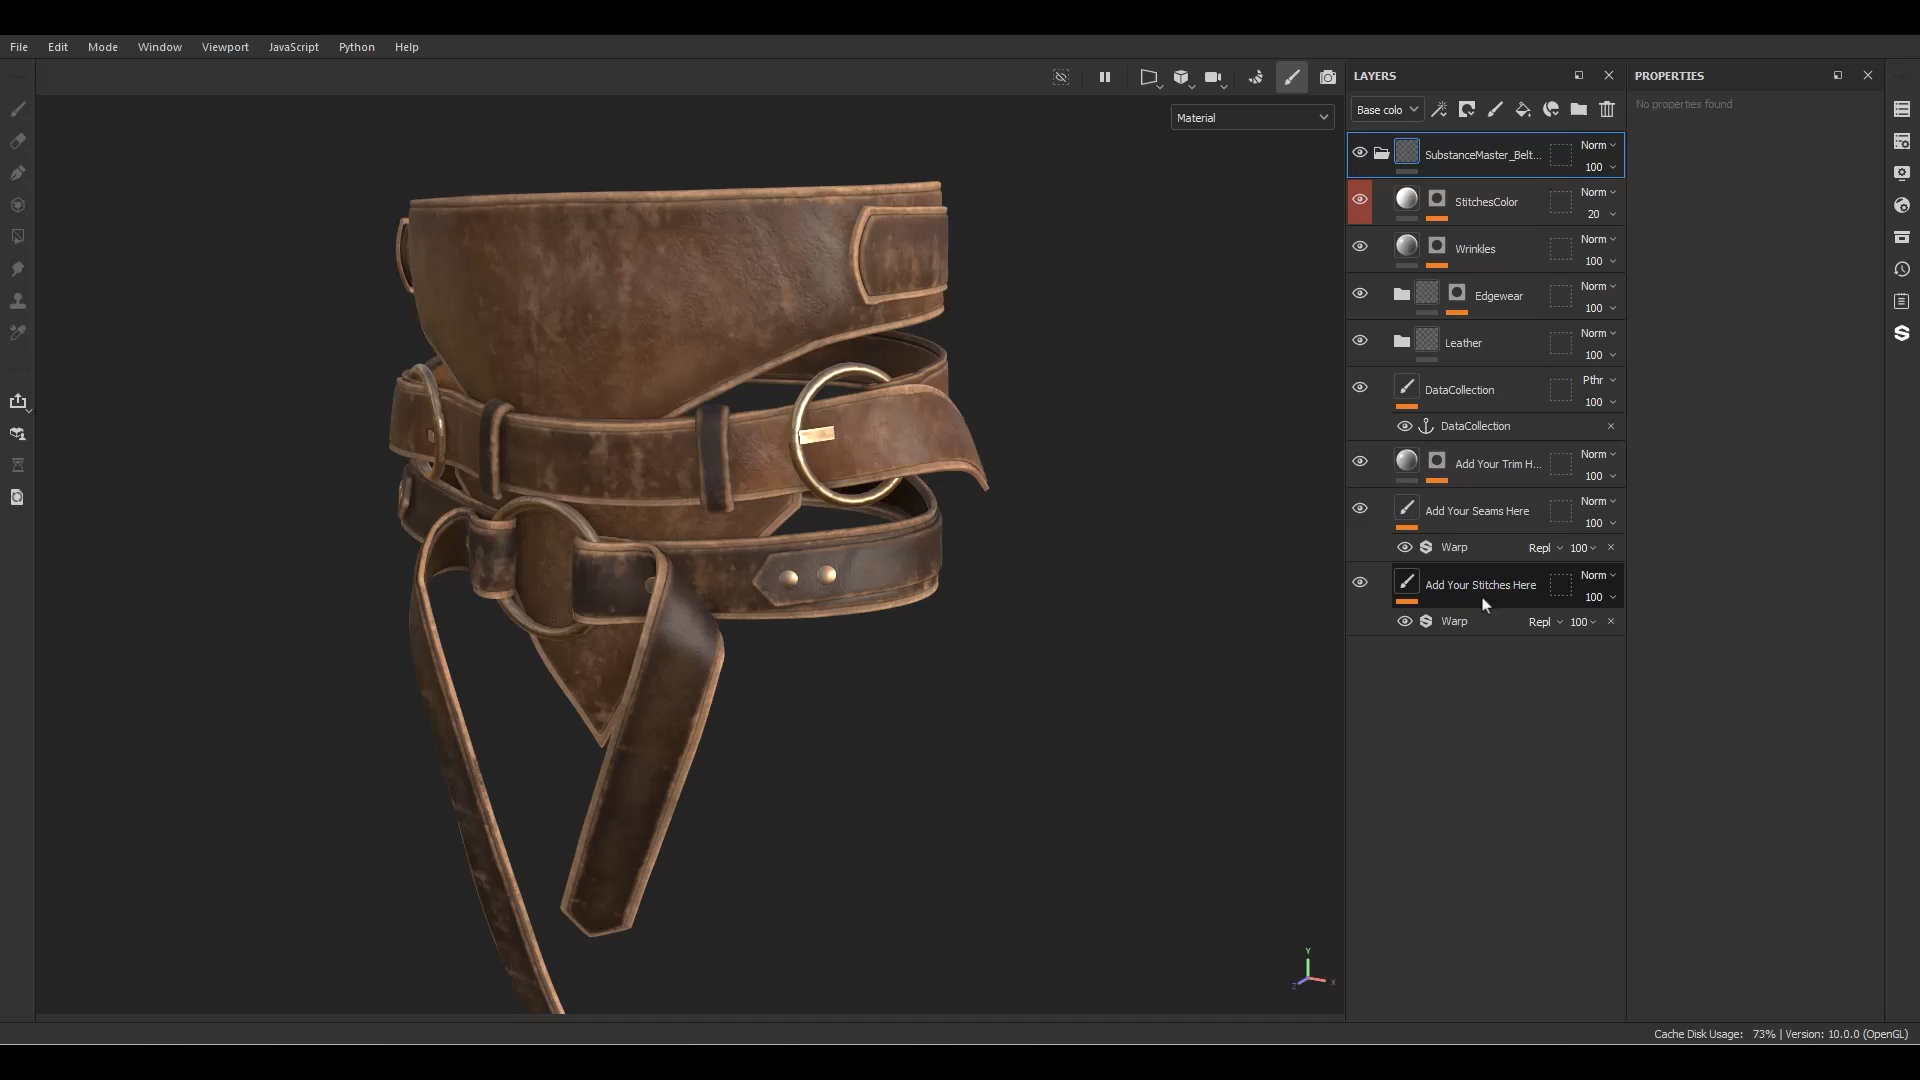 File Edit Mode Window Viewport JavaScript Python Help
LAYERS
PROPERTIES
Base colo
No properties found
Material
SubstanceMaster_Belt... Norm
100
StitchesColor Norm
20
Wrinkles Norm
100
Edgewear Norm
100
Leather Norm
100
DataCollection Pthr
100
DataCollection
Add Your Trim H... Norm
100
Add Your Seams Here Norm
100
Warp Repl 100
Add Your Stitches Here Norm
100
Warp Repl 100
Y
X
Z
Cache Disk Usage: 73% | Version: 10.0.0 (OpenGL)